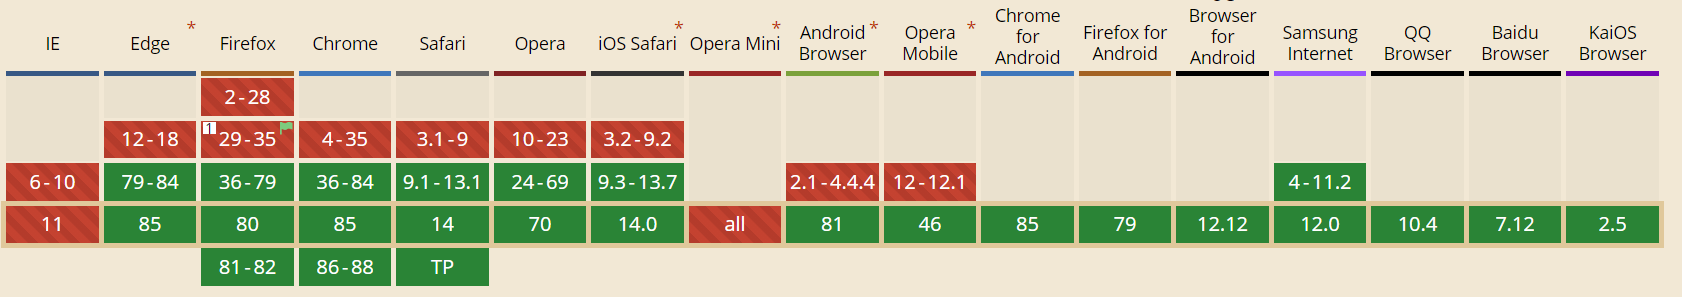 IE Edge * Firefox Chrome Safari Opera iOS Safari * Opera Mini * Android Browser * Opera Mobile * Chrome for Android Firefox for Android Browser for Android Samsung Internet QQ Browser Baidu Browser KaiOS Browser
2-28
12-18 1 29-35 4-35 3.1-9 10-23 3.2-9.2
6-10 79-84 36-79 36-84 9.1-13.1 24-69 9.3-13.7 2.1-4.4.4 12-12.1 4-11.2
11 85 80 85 14 70 14.0 all 81 46 85 79 12.12 12.0 10.4 7.12 2.5
81-82 86-88 TP